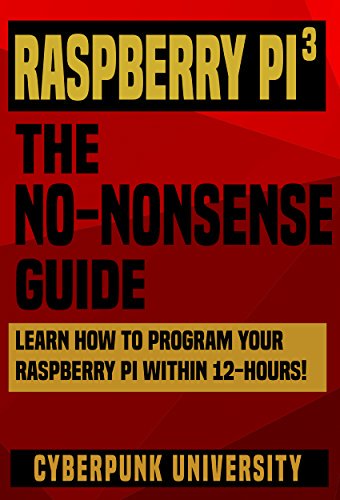 RASPBERRY PI³
THE
NO-NONSENSE
GUIDE
LEARN HOW TO PROGRAM YOUR
RASPBERRY PI WITHIN 12-HOURS!
CYBERPUNK UNIVERSITY